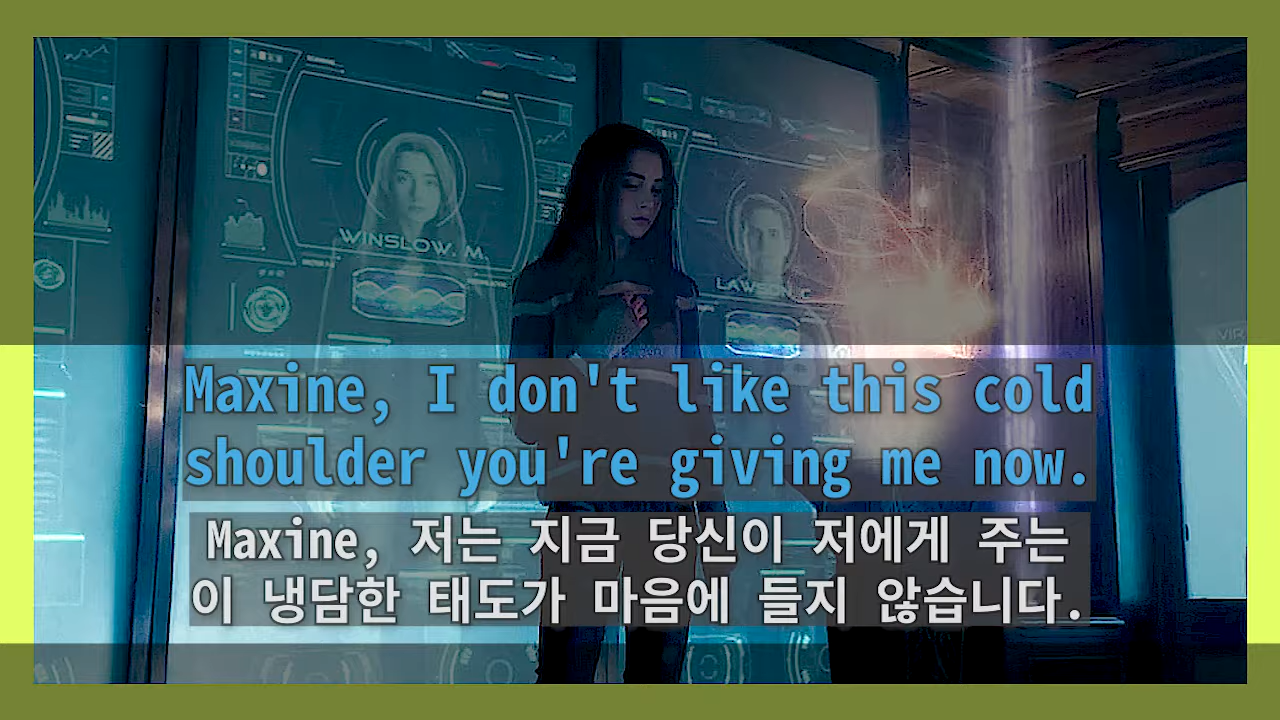 WINSLOW. M.
LAWSON. C
VIR
Maxine, I don't like this cold
shoulder you're giving me now.
Maxine, 저는 지금 당신이 저에게 주는
이 냉담한 태도가 마음에 들지 않습니다.